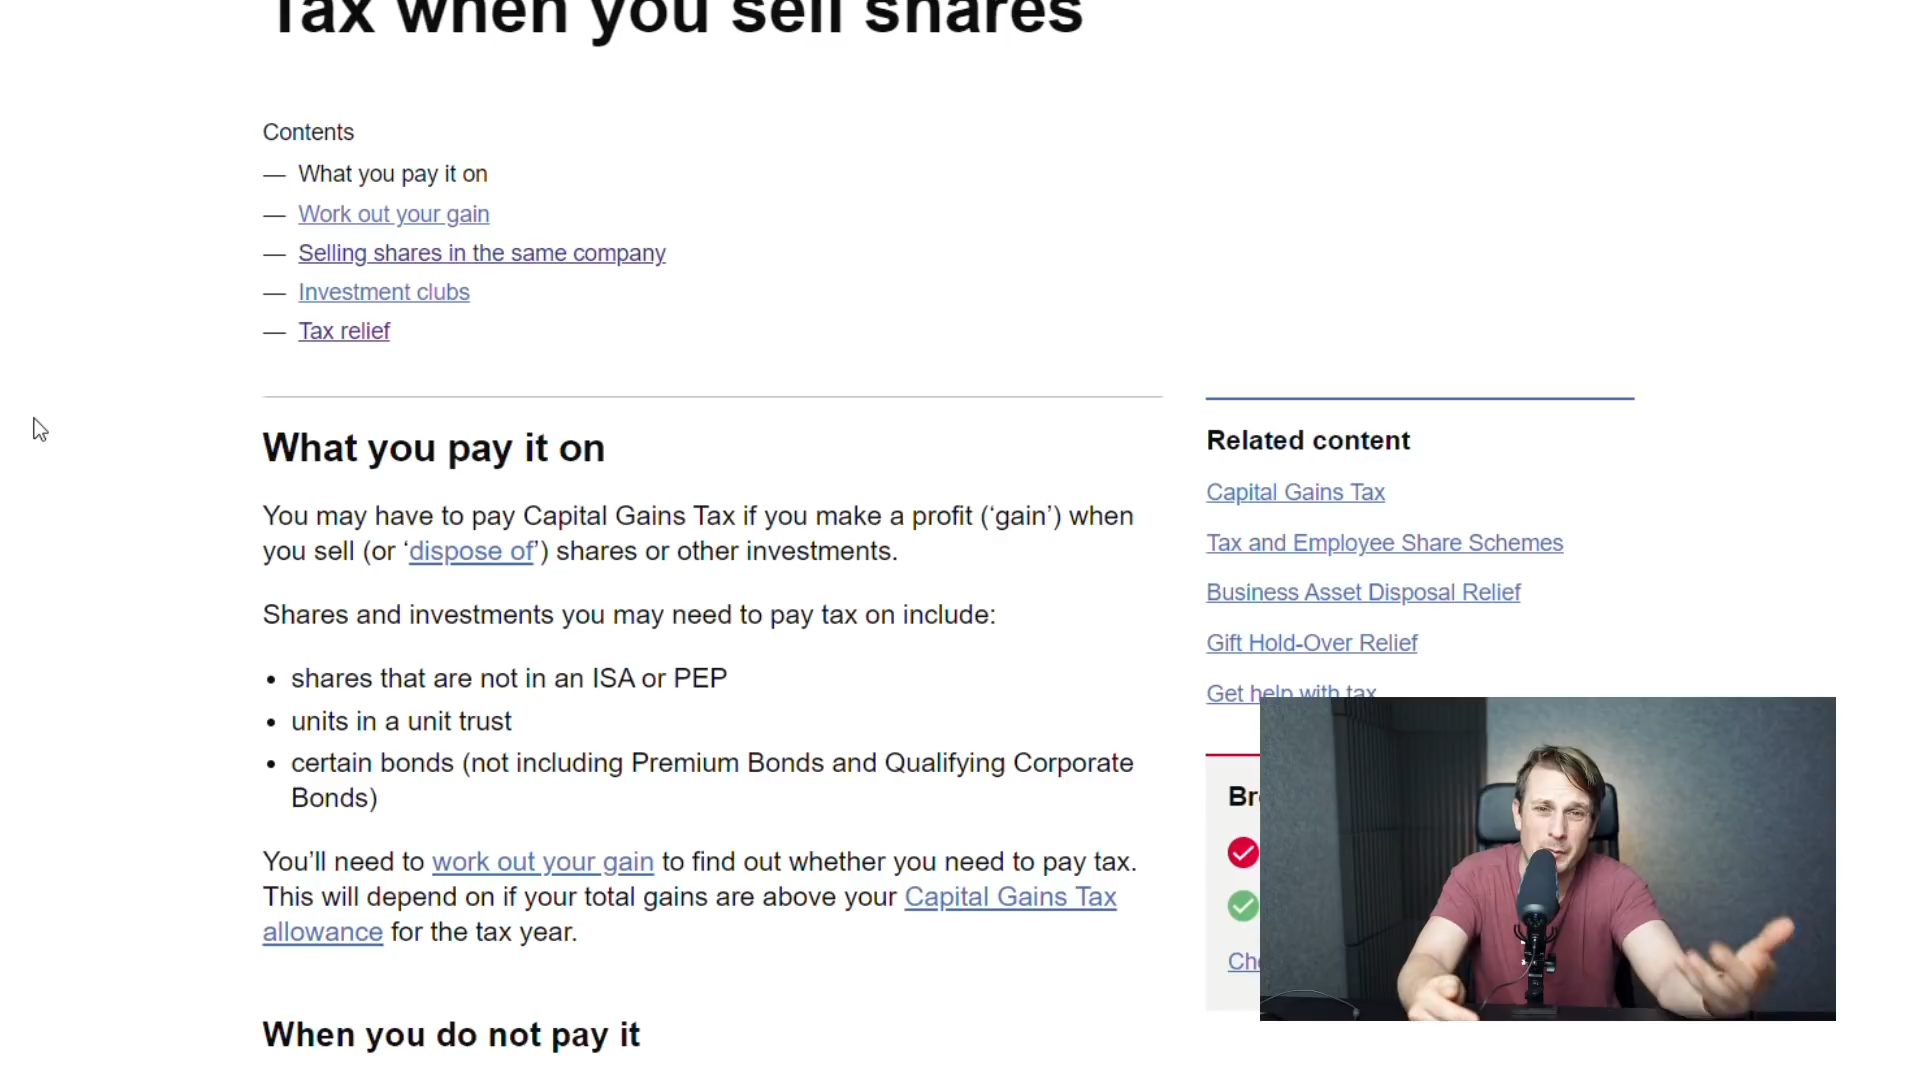 Tax when you sell shares
Contents
— What you pay it on
— Work out your gain
— Selling shares in the same company
— Investment clubs
— Tax relief
What you pay it on
You may have to pay Capital Gains Tax if you make a profit (‘gain’) when
you sell (or ‘dispose of’) shares or other investments.
Shares and investments you may need to pay tax on include:
• shares that are not in an ISA or PEP
• units in a unit trust
• certain bonds (not including Premium Bonds and Qualifying Corporate
Bonds)
You’ll need to work out your gain to find out whether you need to pay tax.
This will depend on if your total gains are above your Capital Gains Tax
allowance for the tax year.
When you do not pay it
Related content
Capital Gains Tax
Tax and Employee Share Schemes
Business Asset Disposal Relief
Gift Hold-Over Relief
Get help with tax